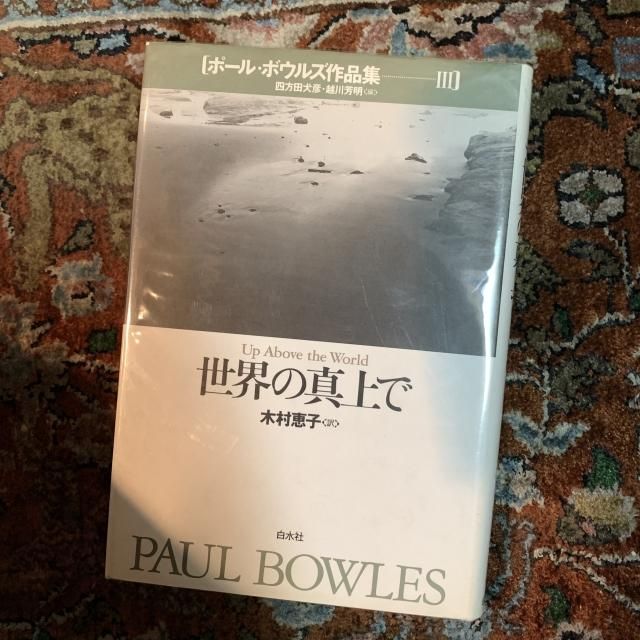 [ポール・ボウルズ作品集………III]
四方田大彦・越川芳明〈編〉
Up Above the World
世界の真上で
木村恵子〈訳〉
白水社
PAUL BOWLES